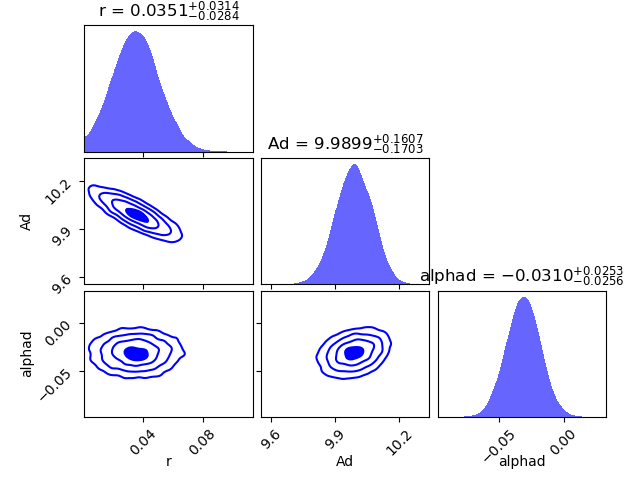 r = 0.0351+0.0314−0.0284
Ad = 9.9899+0.1607−0.1703
10.2
9.9
9.6
Ad
alphad = −0.0310+0.0253−0.0256
0.00
−0.05
alphad
0.04
0.08
r
9.6
9.9
10.2
Ad
−0.05
0.00
alphad